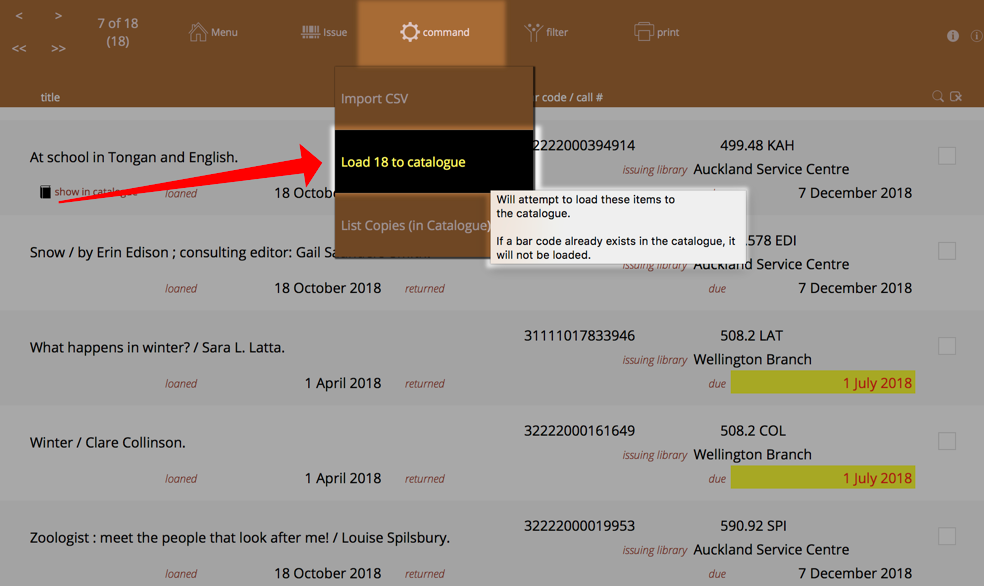 < >
<< >>
7 of 18
(18)
Menu
Issue
command
filter
print
title
r code / call #
Import CSV
Load 18 to catalogue
List Copies (in Catalogue)
Will attempt to load these items to
the catalogue.
If a bar code already exists in the catalogue, it
will not be loaded.
At school in Tongan and English.
2222000394914 499.48 KAH
issuing library Auckland Service Centre
show in catalogue loaned 18 Octob 7 December 2018
Snow / by Erin Edison ; consulting editor: Gail Sa
.578 EDI
issuing library Auckland Service Centre
loaned 18 October 2018 returned due 7 December 2018
What happens in winter? / Sara L. Latta.
31111017833946 508.2 LAT
issuing library Wellington Branch
loaned 1 April 2018 returned due 1 July 2018
Winter / Clare Collinson.
32222000161649 508.2 COL
issuing library Wellington Branch
loaned 1 April 2018 returned due 1 July 2018
Zoologist : meet the people that look after me! / Louise Spilsbury.
32222000019953 590.92 SPI
issuing library Auckland Service Centre
loaned 18 October 2018 returned due 7 December 2018